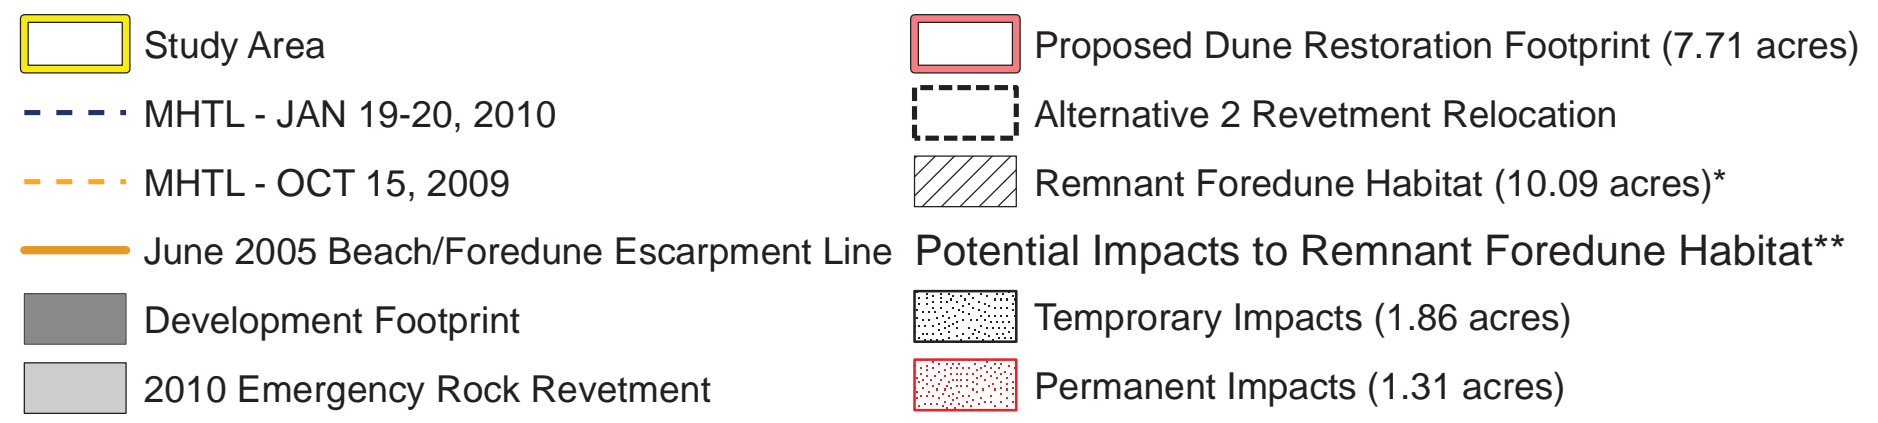 Study Area
MHTL - JAN 19-20, 2010
MHTL - OCT 15, 2009
June 2005 Beach/Foredune Escarpment Line
Development Footprint
2010 Emergency Rock Revetment
Proposed Dune Restoration Footprint (7.71 acres)
Alternative 2 Revetment Relocation
Remnant Foredune Habitat (10.09 acres)*
Potential Impacts to Remnant Foredune Habitat**
Temprorary Impacts (1.86 acres)
Permanent Impacts (1.31 acres)